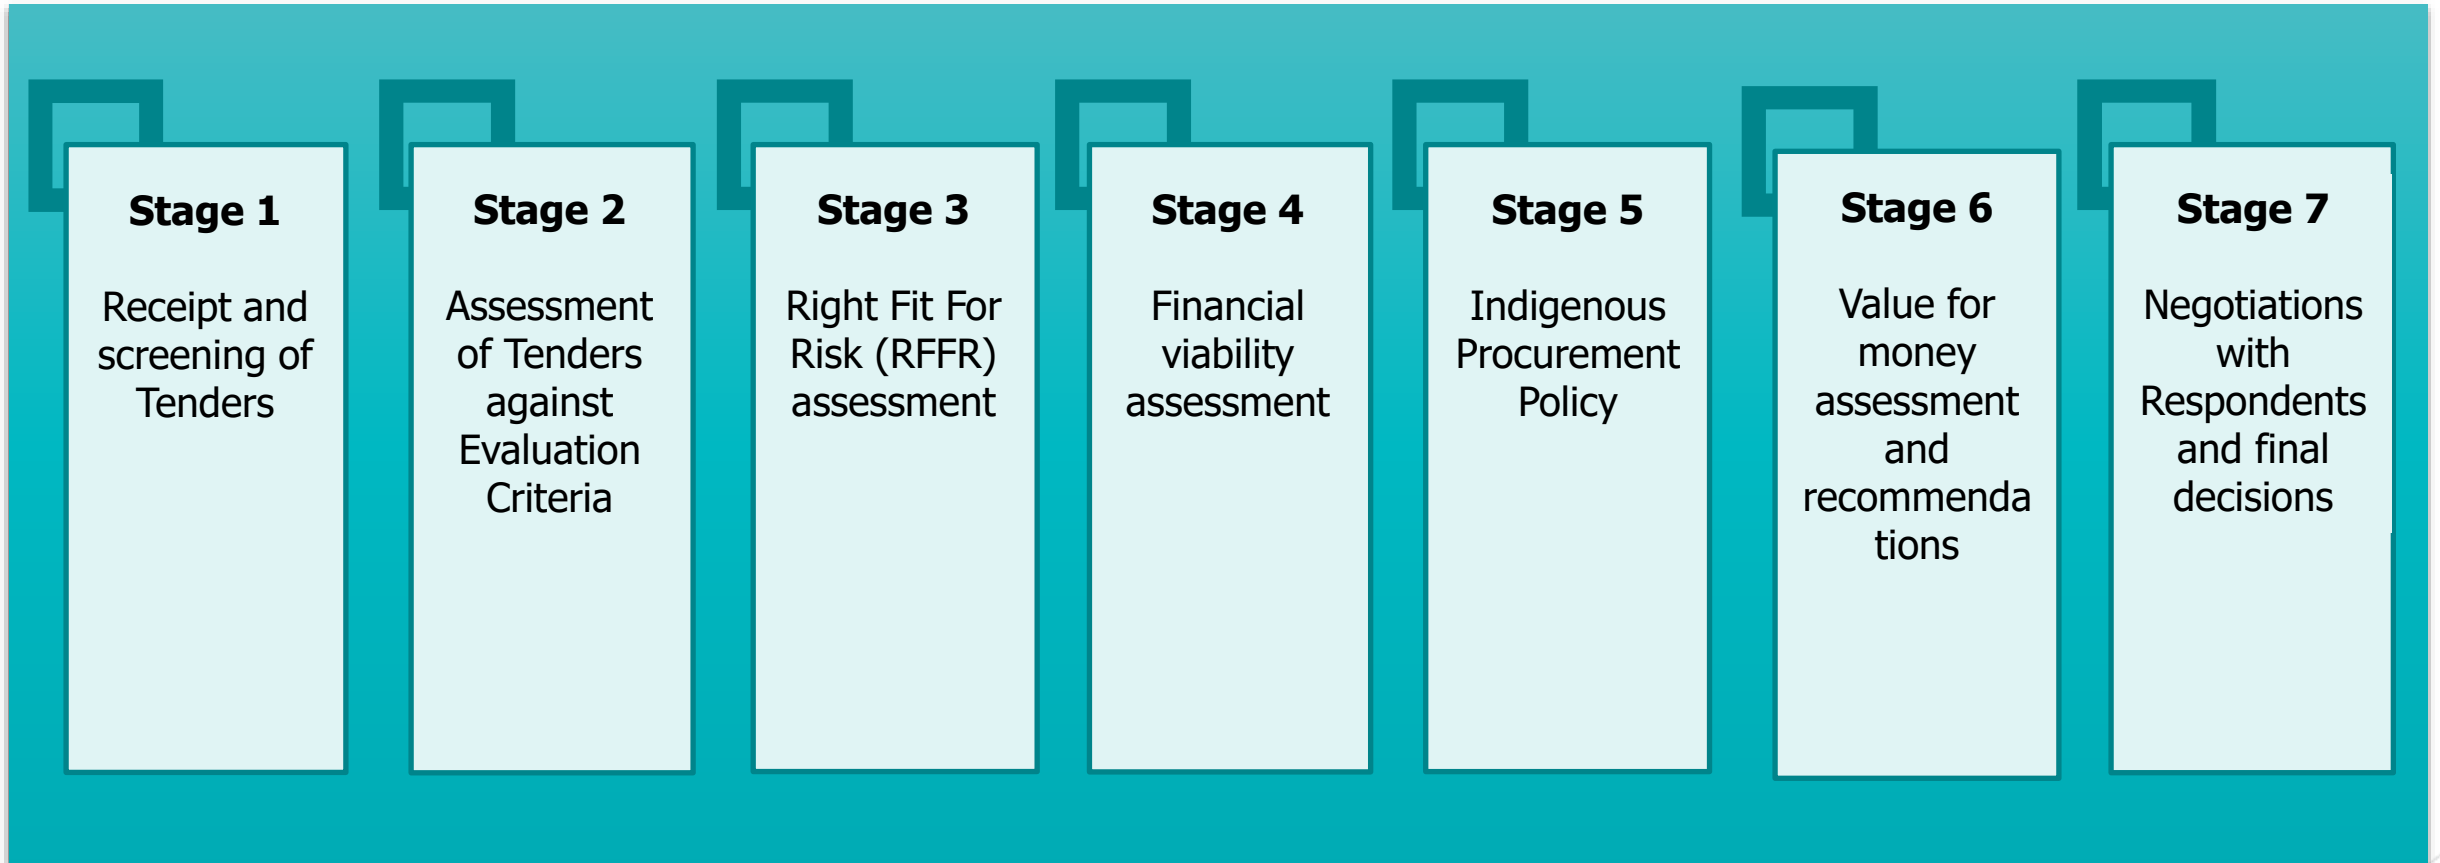 Stage 1
Receipt and
screening of
Tenders
Stage 2
Assessment
of Tenders
against
Evaluation
Criteria
Stage 3
Right Fit For
Risk (RFFR)
assessment
Stage 4
Financial
viability
assessment
Stage 5
Indigenous
Procurement
Policy
Stage 6
Value for
money
assessment
and
recommenda
tions
Stage 7
Negotiations
with
Respondents
and final
decisions